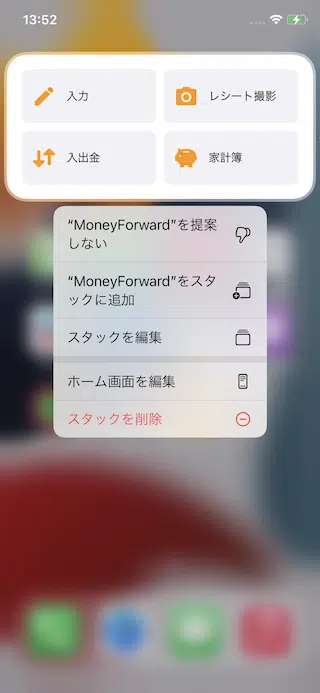 13:52
入力
レシート撮影
入出金
家計簿
“MoneyForward”を提案
しない
“MoneyForward”をスタ
ックに追加
スタックを編集
ホーム画面を編集
スタックを削除